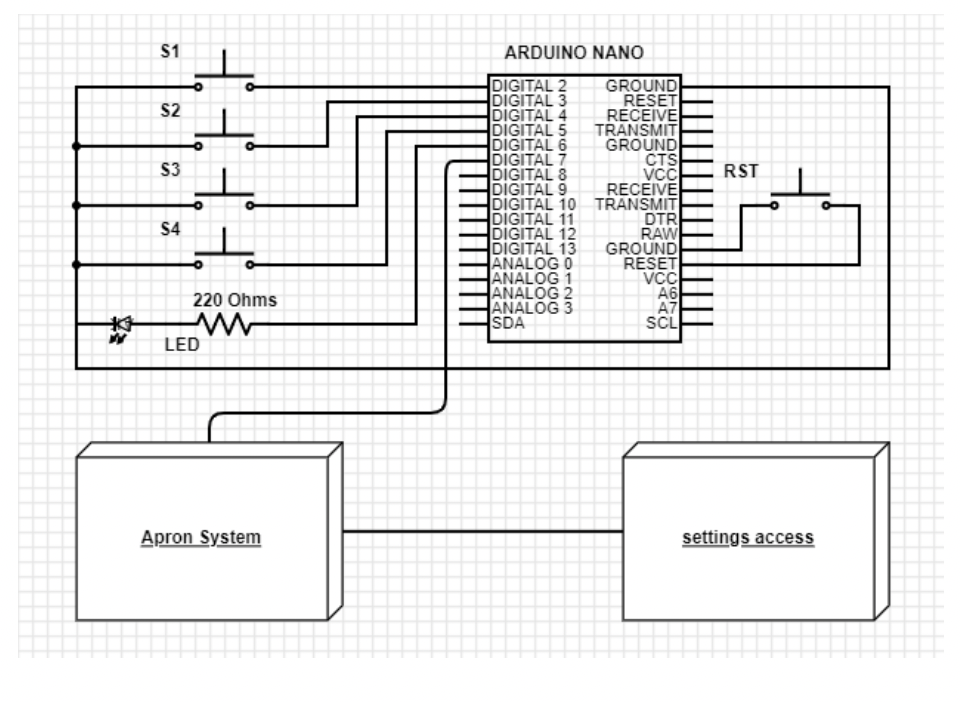 S1
ARDUINO NANO
S2
S3
S4
220 Ohms
LED
DIGITAL 2 GROUND
DIGITAL 3 RESET
DIGITAL 4 RECEIVE
DIGITAL 5 TRANSMIT
DIGITAL 6 GROUND
DIGITAL 7 CTS
DIGITAL 8 VCC
DIGITAL 9 RECEIVE
DIGITAL 10 TRANSMIT
DIGITAL 11 DTR
DIGITAL 12 RAW
DIGITAL 13 GROUND
ANALOG 0 RESET
ANALOG 1 VCC
ANALOG 2 A6
ANALOG 3 A7
SDA SCL
RST
Apron System
settings access